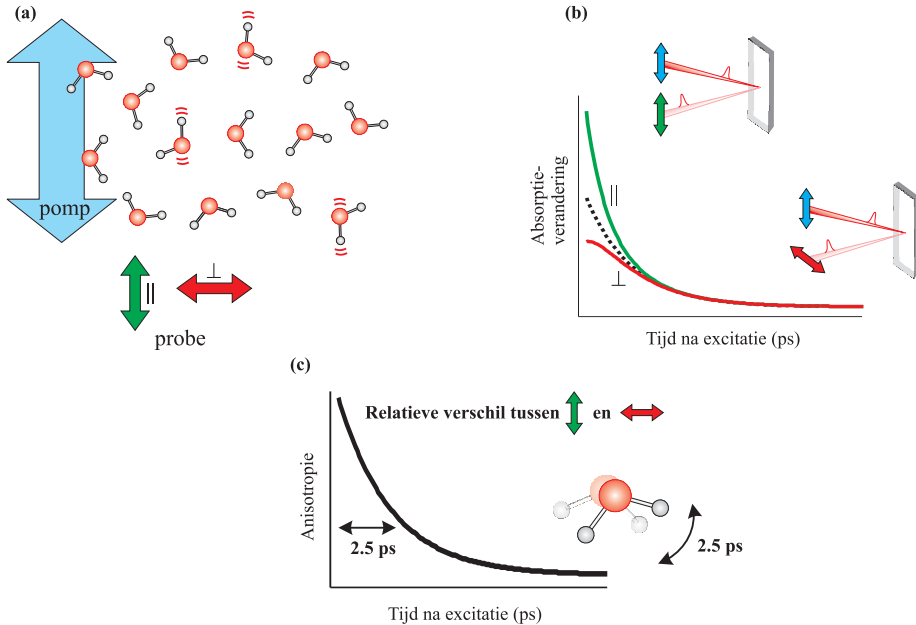 (a)
pomp
||
⊥
probe
(b)
Absorptie-
verandering
||
⊥
Tijd na excitatie (ps)
(c)
Relatieve verschil tussen en
Anisotropie
2.5 ps
2.5 ps
Tijd na excitatie (ps)